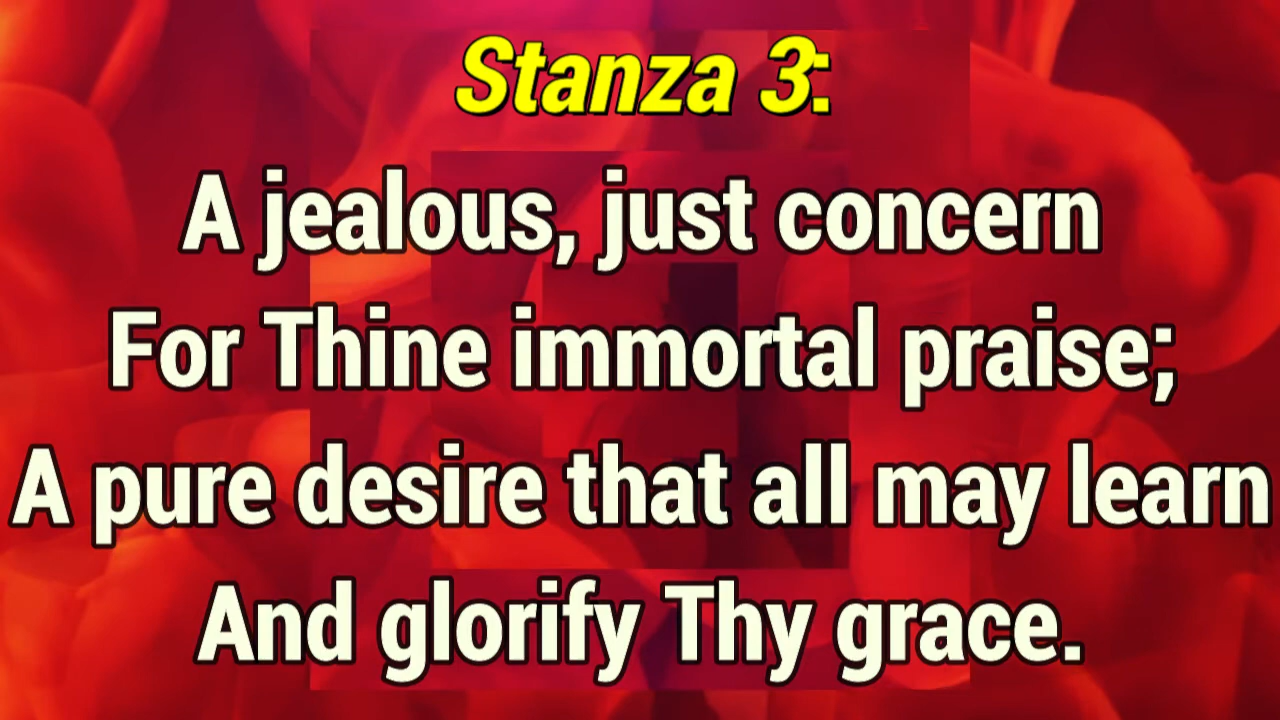 Stanza 3:
A jealous, just concern
For Thine immortal praise;
A pure desire that all may learn
And glorify Thy grace.